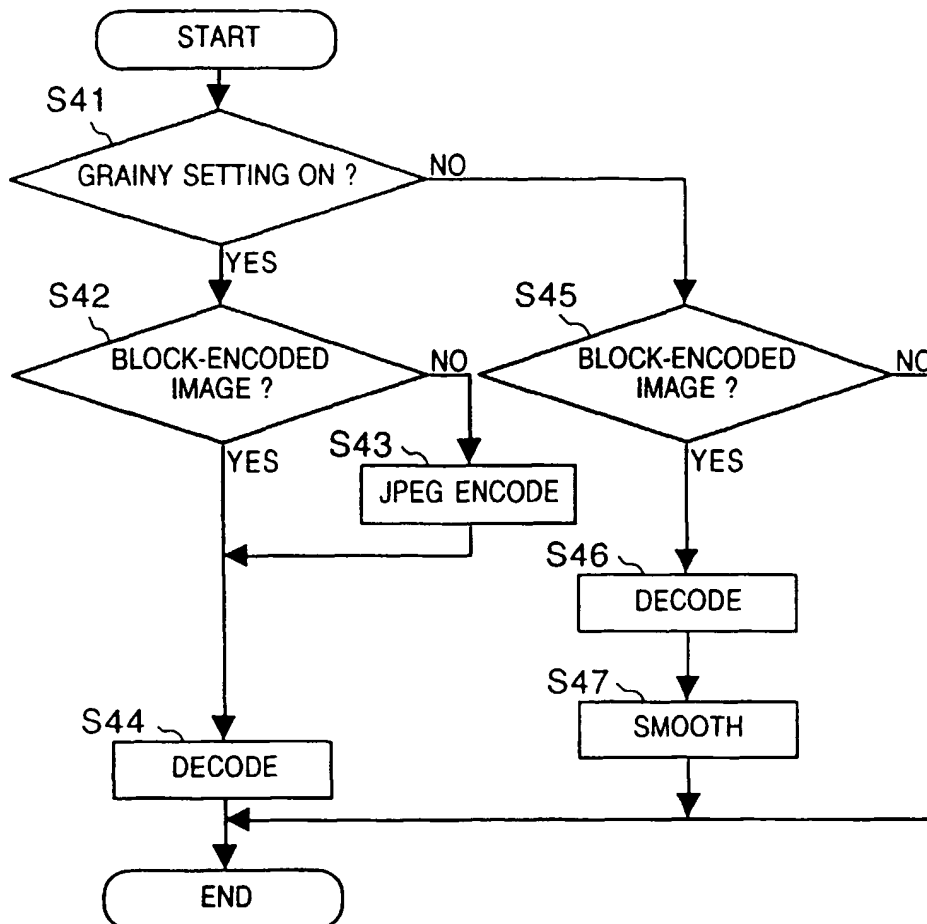 START
S41
GRAINY SETTING ON ?
NO
YES
S42
BLOCK-ENCODED
IMAGE ?
NO
YES
S43
JPEG ENCODE
S44
DECODE
S45
BLOCK-ENCODED
IMAGE ?
NO
YES
S46
DECODE
S47
SMOOTH
END